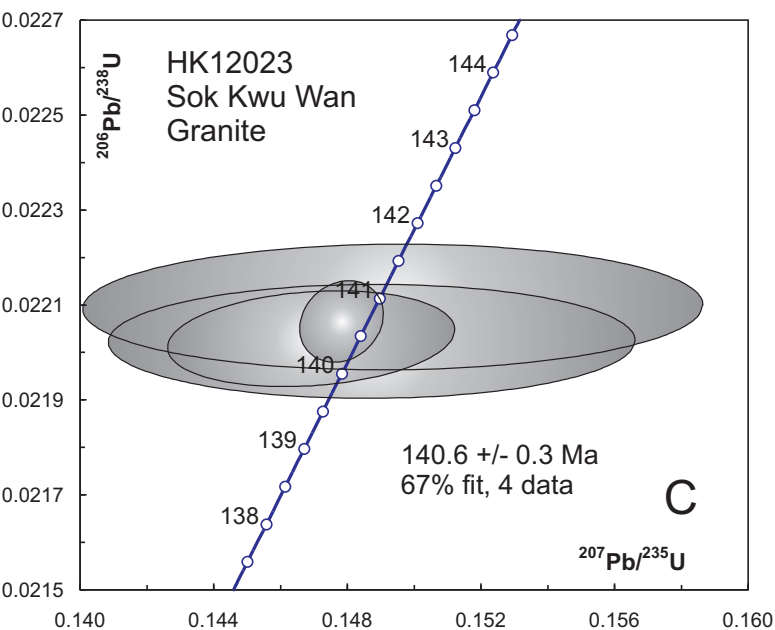 0.0227
0.0225
0.0223
0.0221
0.0219
0.0217
0.0215
206Pb/238U
HK12023
Sok Kwu Wan
Granite
144
143
142
141
140
139
138
140.6 +/- 0.3 Ma
67% fit, 4 data
C
207Pb/235U
0.140
0.144
0.148
0.152
0.156
0.160